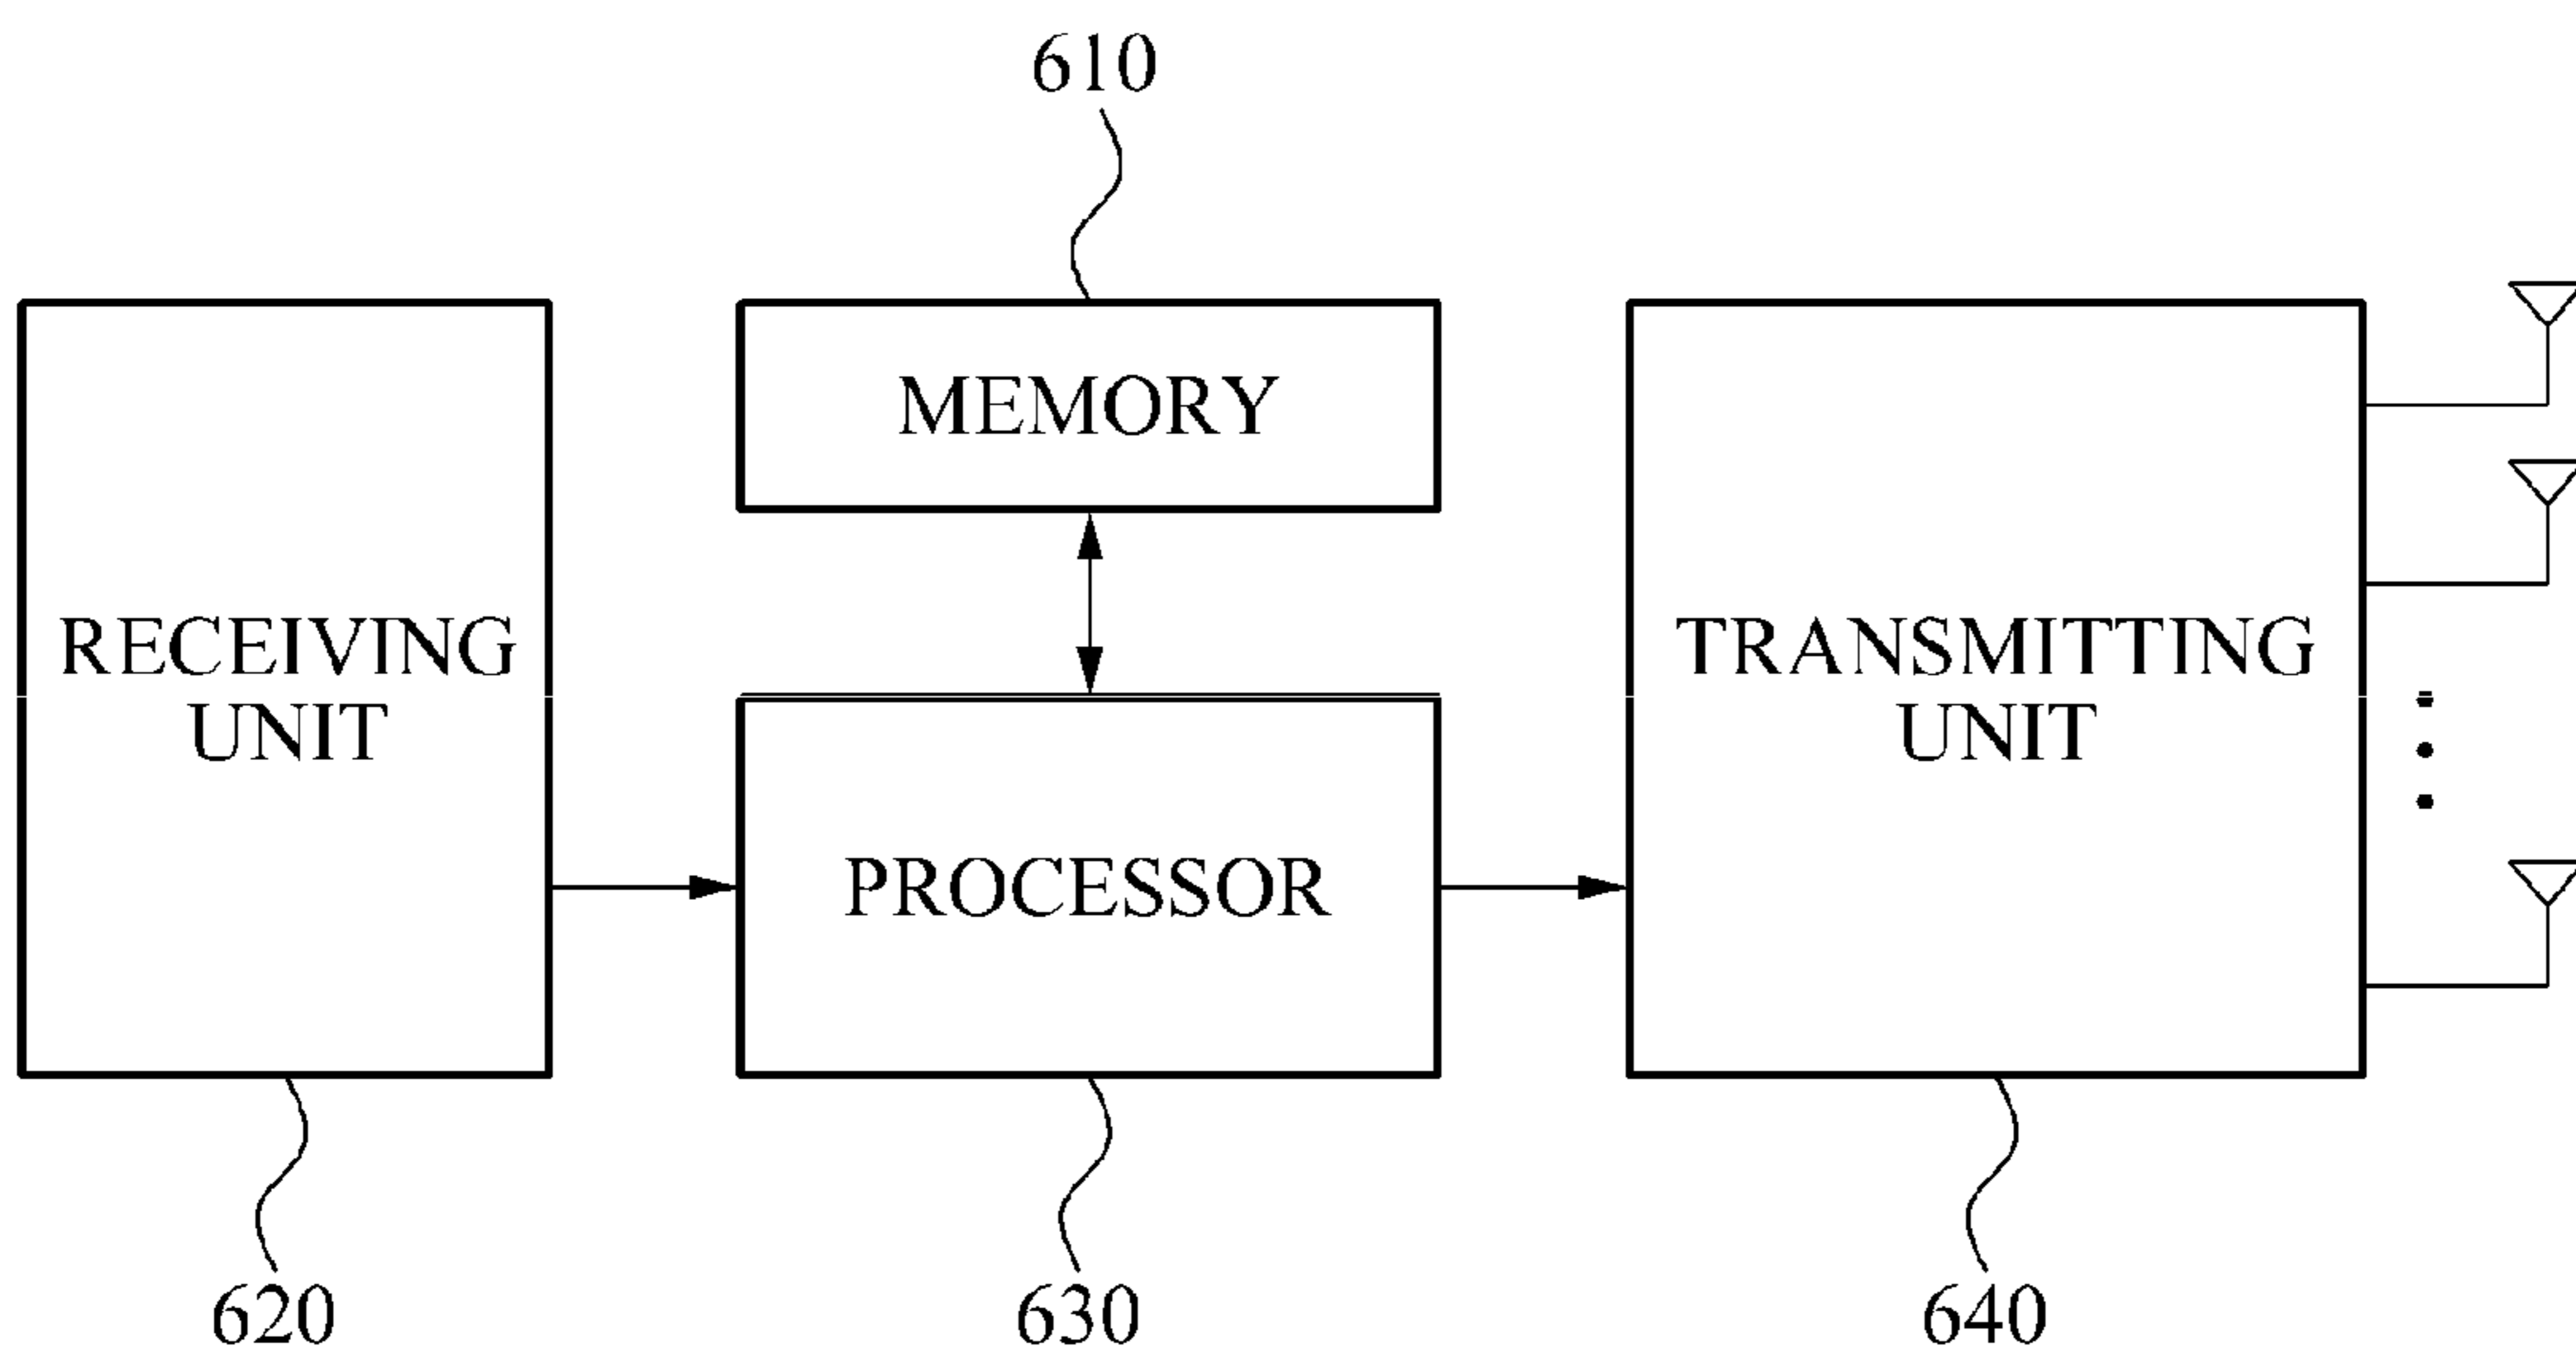 610
MEMORY
RECEIVING
UNIT
TRANSMITTING
UNIT
PROCESSOR
620
630
640